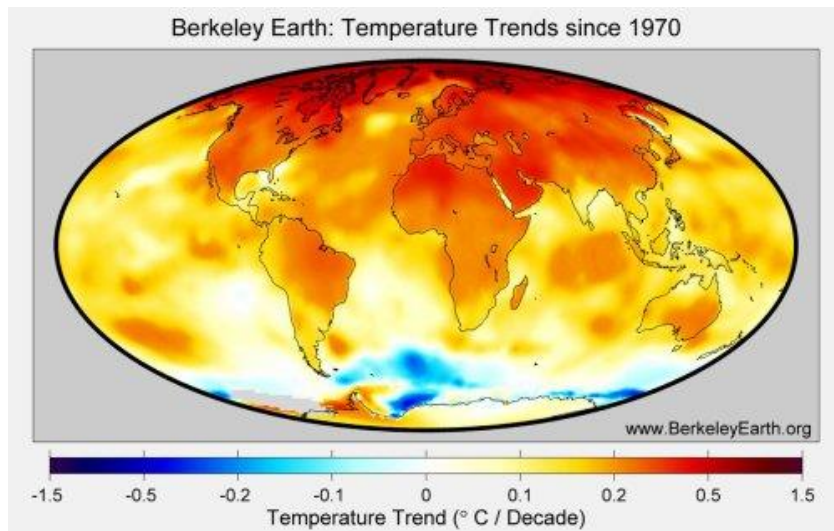 Berkeley Earth: Temperature Trends since 1970
www.BerkeleyEarth.org
-1.5 -0.5 -0.2 -0.1 0 0.1 0.2 0.5 1.5
Temperature Trend (° C / Decade)